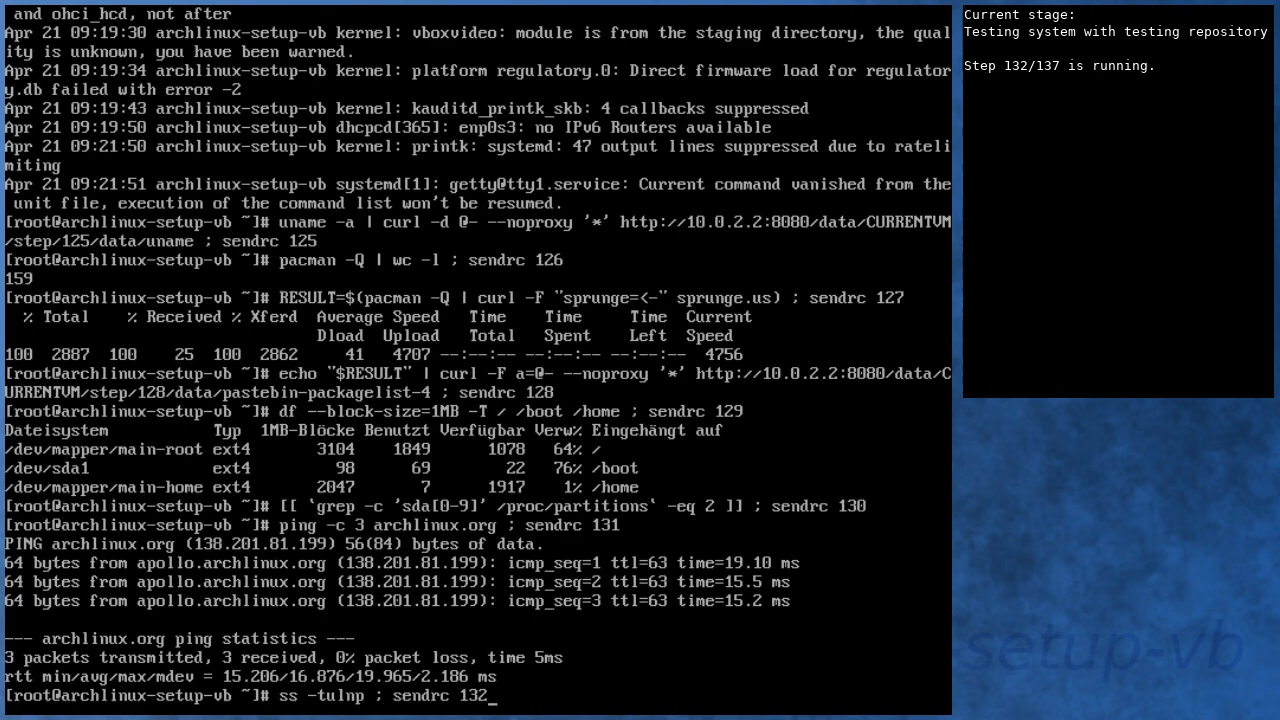 and ohci_hcd, not after
Apr 21 09:19:30 archlinux-setup-vb kernel: vboxvideo: module is from the staging directory, the qual
ity is unknown, you have been warned.
Apr 21 09:19:34 archlinux-setup-vb kernel: platform regulatory.0: Direct firmware load for regulator
y.db failed with error -2
Apr 21 09:19:43 archlinux-setup-vb kernel: kauditd_printk_skb: 4 callbacks suppressed
Apr 21 09:19:50 archlinux-setup-vb dhcpcd[365]: enp0s3: no IPv6 Routers available
Apr 21 09:21:50 archlinux-setup-vb kernel: printk: systemd: 47 output lines suppressed due to rateli
miting
Apr 21 09:21:51 archlinux-setup-vb systemd[1]: getty@tty1.service: Current command vanished from the
 unit file, execution of the command list won't be resumed.
[root@archlinux-setup-vb ~]# uname -a | curl -d @- --noproxy '*' http://10.0.2.2:8080/data/CURRENTVM
/step/125/data/uname ; sendrc 125
[root@archlinux-setup-vb ~]# pacman -Q | wc -l ; sendrc 126
159
[root@archlinux-setup-vb ~]# RESULT=$(pacman -Q | curl -F "sprunge=<-" sprunge.us) ; sendrc 127
  % Total    % Received % Xferd  Average Speed   Time    Time     Time  Current
                                 Dload  Upload   Total   Spent    Left  Speed
100  2887  100    25  100  2862     41   4707 --:--:-- --:--:-- --:--:--  4756
[root@archlinux-setup-vb ~]# echo "$RESULT" | curl -F a=@- --noproxy '*' http://10.0.2.2:8080/data/C
URRENTVM/step/128/data/pastebin-packagelist-4 ; sendrc 128
[root@archlinux-setup-vb ~]# df --block-size=1MB -T / /boot /home ; sendrc 129
Dateisystem           Typ  1MB-Blöcke Benutzt Verfügbar Verw% Eingehängt auf
/dev/mapper/main-root ext4       3104    1849      1078   64% /
/dev/sda1             ext4         98      69        22   76% /boot
/dev/mapper/main-home ext4       2047       7      1917    1% /home
[root@archlinux-setup-vb ~]# [[ `grep -c 'sda[0-9]' /proc/partitions` -eq 2 ]] ; sendrc 130
[root@archlinux-setup-vb ~]# ping -c 3 archlinux.org ; sendrc 131
PING archlinux.org (138.201.81.199) 56(84) bytes of data.
64 bytes from apollo.archlinux.org (138.201.81.199): icmp_seq=1 ttl=63 time=19.10 ms
64 bytes from apollo.archlinux.org (138.201.81.199): icmp_seq=2 ttl=63 time=15.5 ms
64 bytes from apollo.archlinux.org (138.201.81.199): icmp_seq=3 ttl=63 time=15.2 ms

--- archlinux.org ping statistics ---
3 packets transmitted, 3 received, 0% packet loss, time 5ms
rtt min/avg/max/mdev = 15.206/16.876/19.965/2.186 ms
[root@archlinux-setup-vb ~]# ss -tulnp ; sendrc 132_
Current stage:
Testing system with testing repository

Step 132/137 is running.
setup-vb